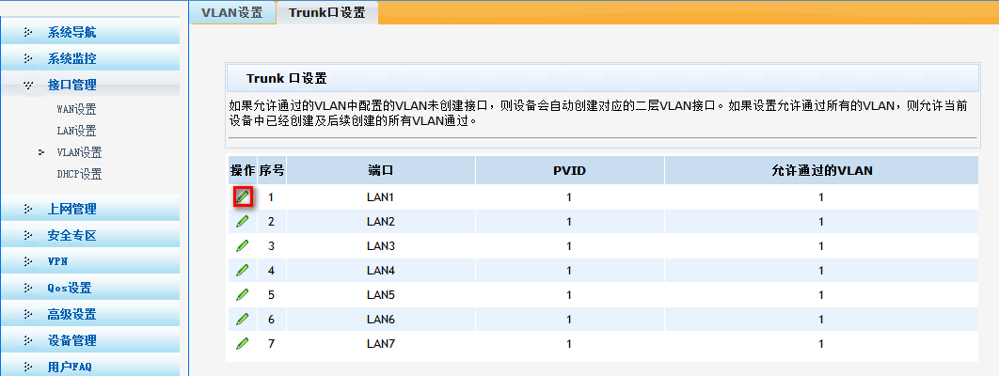 VLAN设置 Trunk口设置
系统导航
系统监控
接口管理
WAN设置
LAN设置
VLAN设置
DHCP设置
上网管理
安全专区
VPN
Qos设置
高级设置
设备管理
用户FAQ
Trunk 口设置
如果允许通过的VLAN中配置的VLAN未创建接口，则设备会自动创建对应的二层VLAN接口。如果设置允许通过所有的VLAN，则允许当前
设备中已经创建及后续创建的所有VLAN通过。
操作 序号 端口 PVID 允许通过的VLAN
1 LAN1 1 1
2 LAN2 1 1
3 LAN3 1 1
4 LAN4 1 1
5 LAN5 1 1
6 LAN6 1 1
7 LAN7 1 1